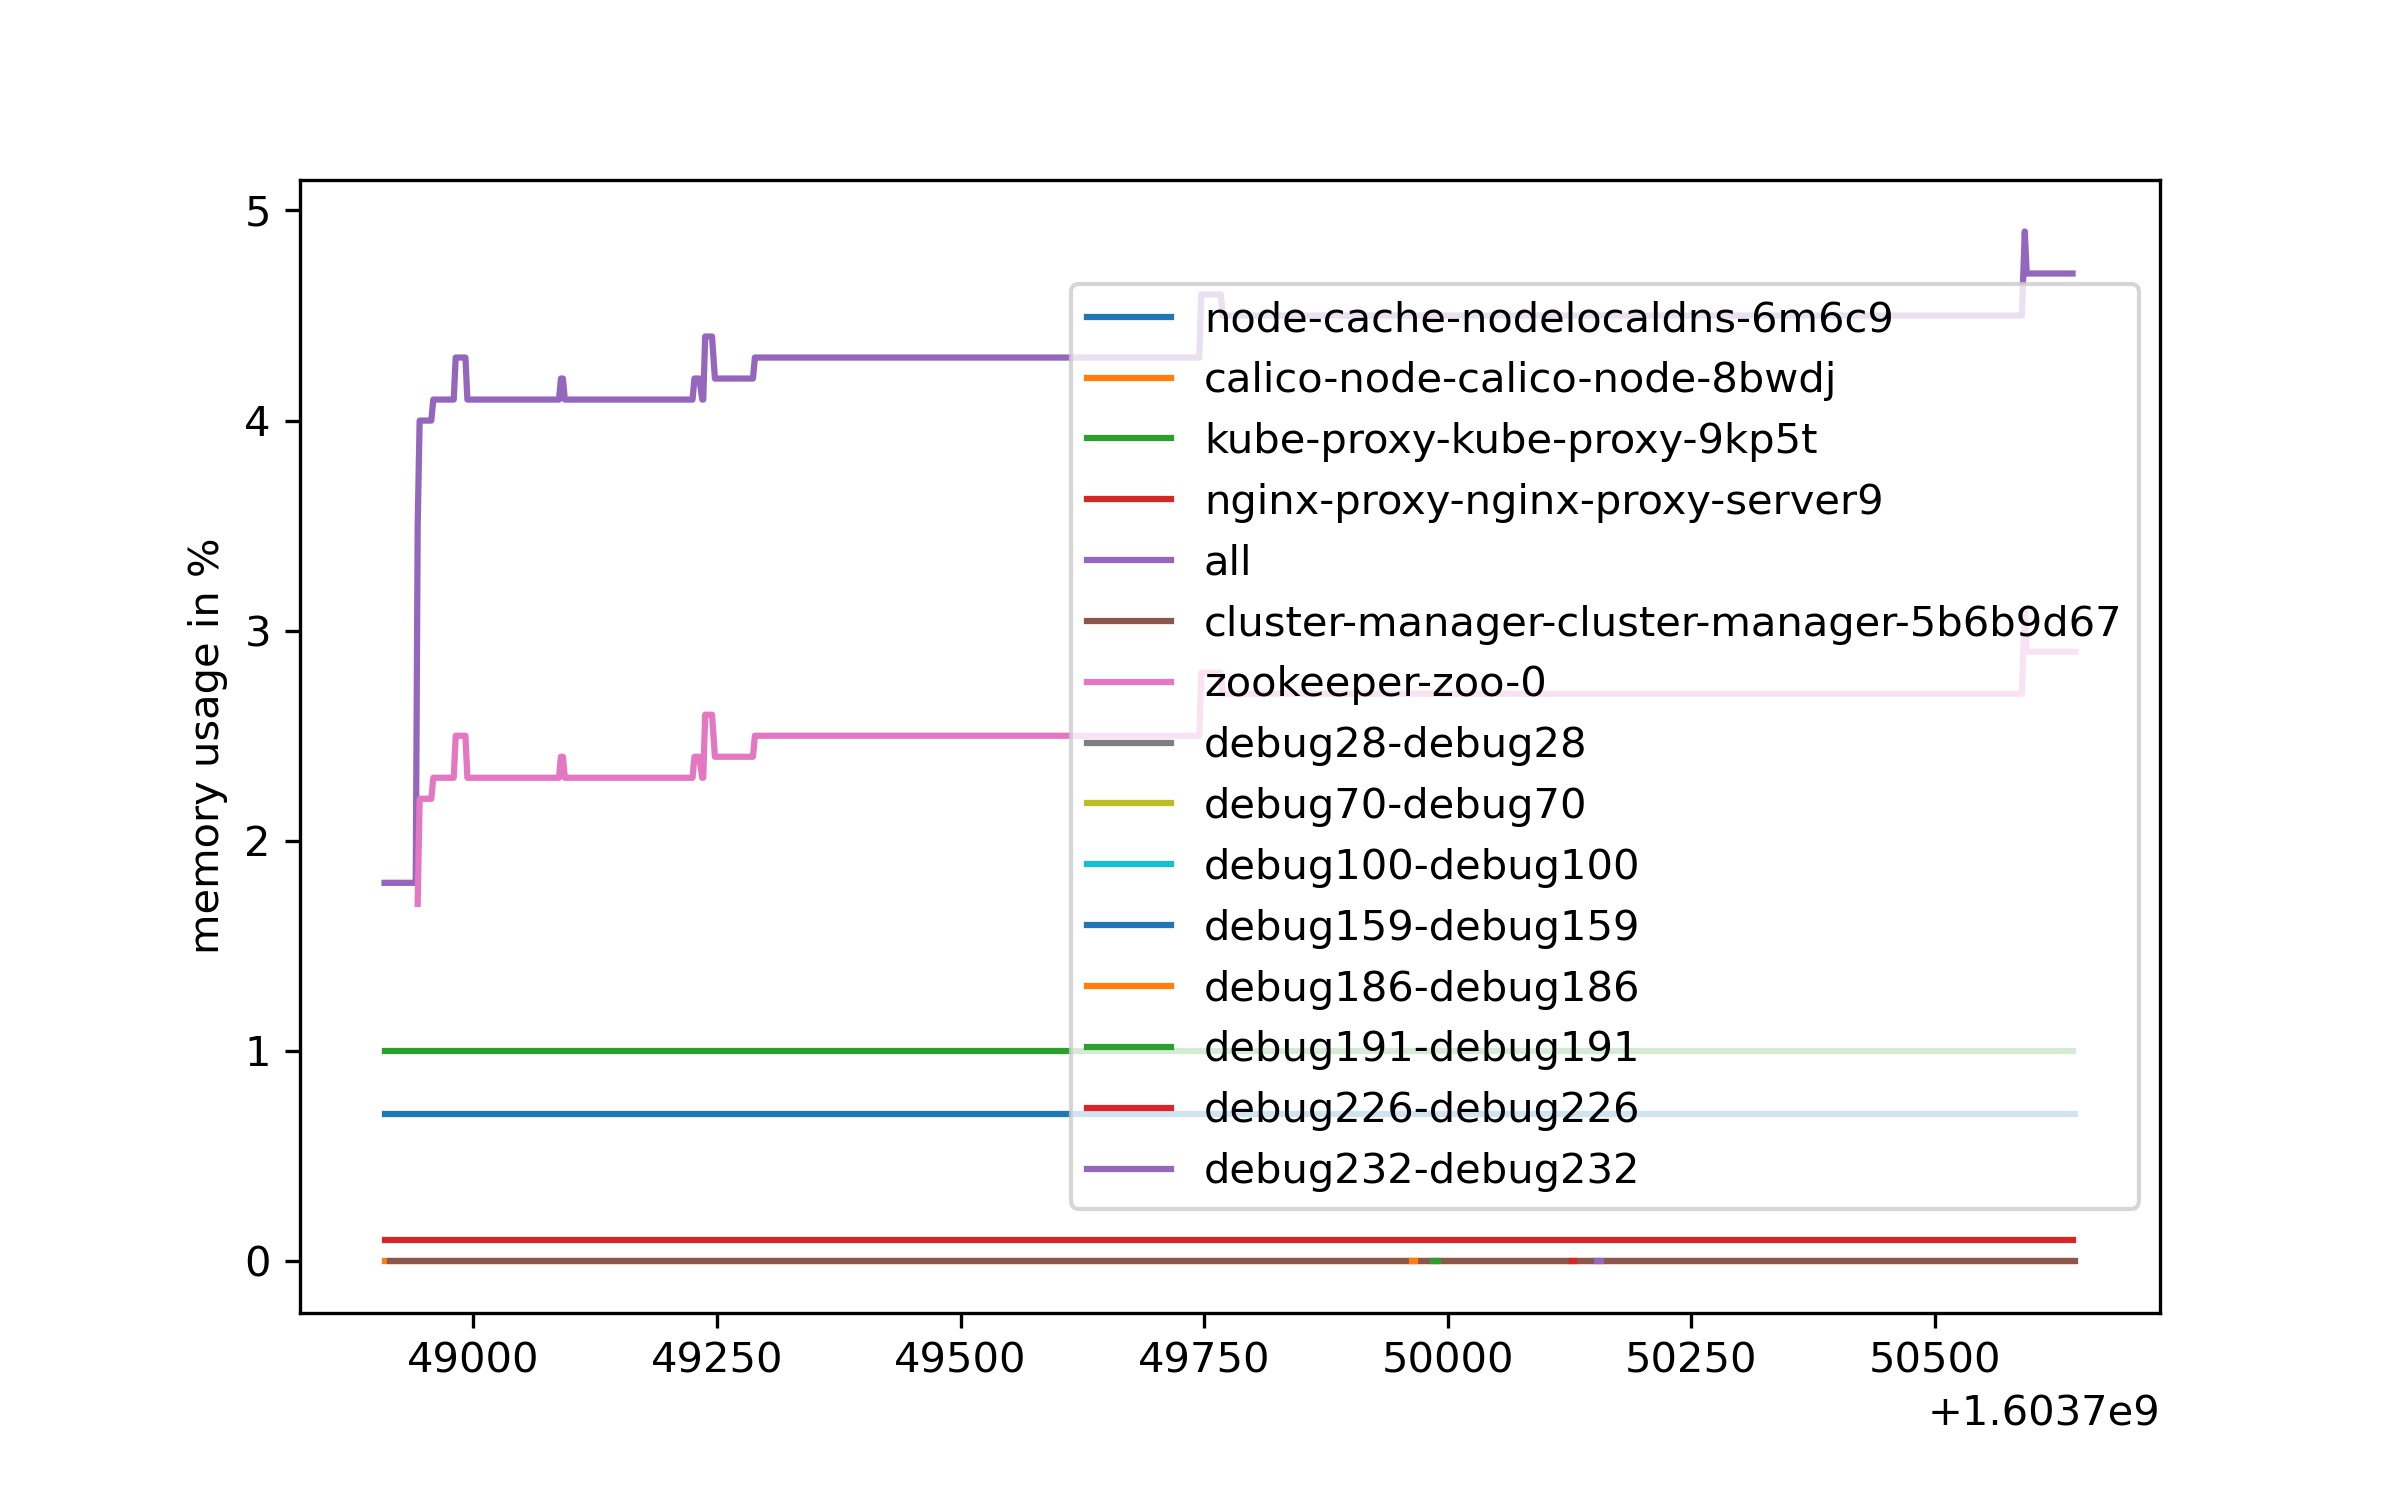 5
4
3
2
1
0
memory usage in %
node-cache-nodelocaldns-6m6c9
calico-node-calico-node-8bwdj
kube-proxy-kube-proxy-9kp5t
nginx-proxy-nginx-proxy-server9
all
cluster-manager-cluster-manager-5b6b9d67
zookeeper-zoo-0
debug28-debug28
debug70-debug70
debug100-debug100
debug159-debug159
debug186-debug186
debug191-debug191
debug226-debug226
debug232-debug232
49000 49250 49500 49750 50000 50250 50500
+1.6037e9